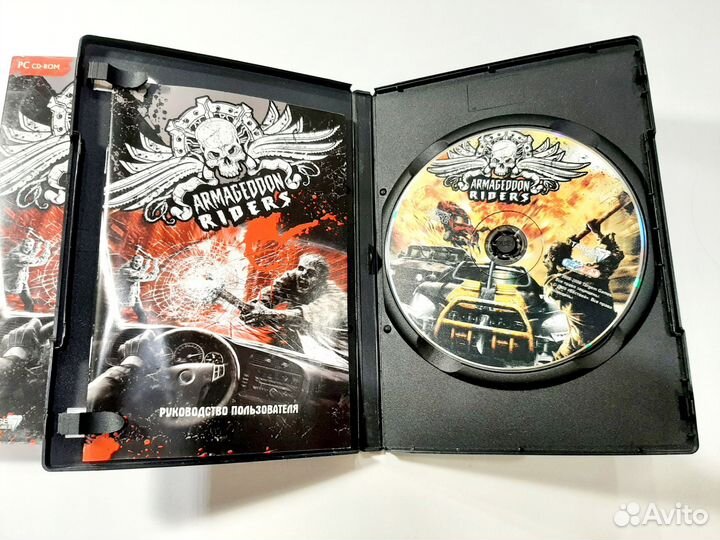 PC CD-ROM
ARMAGEDDON
RIDERS
РУКОВОДСТВО ПОЛЬЗОВАТЕЛЯ
ARMAGEDDON
RIDERS
Avito